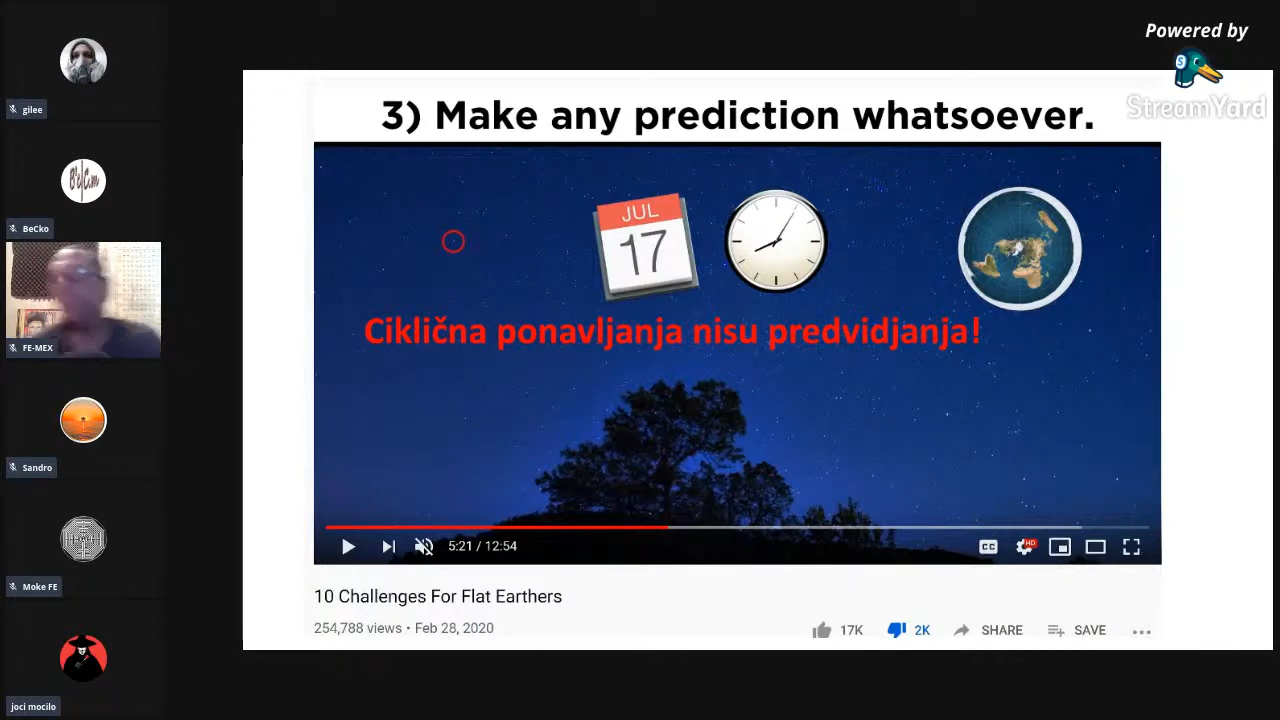 Powered by
StreamYard
gilee
BeCko
FE-MEX
Sandro
Moke FE
joci mocilo
3) Make any prediction whatsoever.
JUL
17
Ciklična ponavljanja nisu predvidjanja!
5:21 / 12:54
CC
HD
10 Challenges For Flat Earthers
254,788 views • Feb 28, 2020
17K
2K
SHARE
SAVE